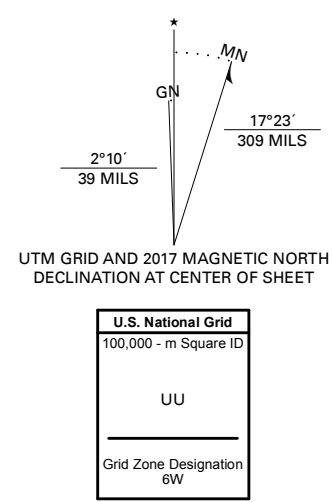 ★
MN
GN
17°23´
309 MILS
2°10´
39 MILS
UTM GRID AND 2017 MAGNETIC NORTH
DECLINATION AT CENTER OF SHEET
U.S. National Grid
100,000 - m Square ID
UU
Grid Zone Designation
6W